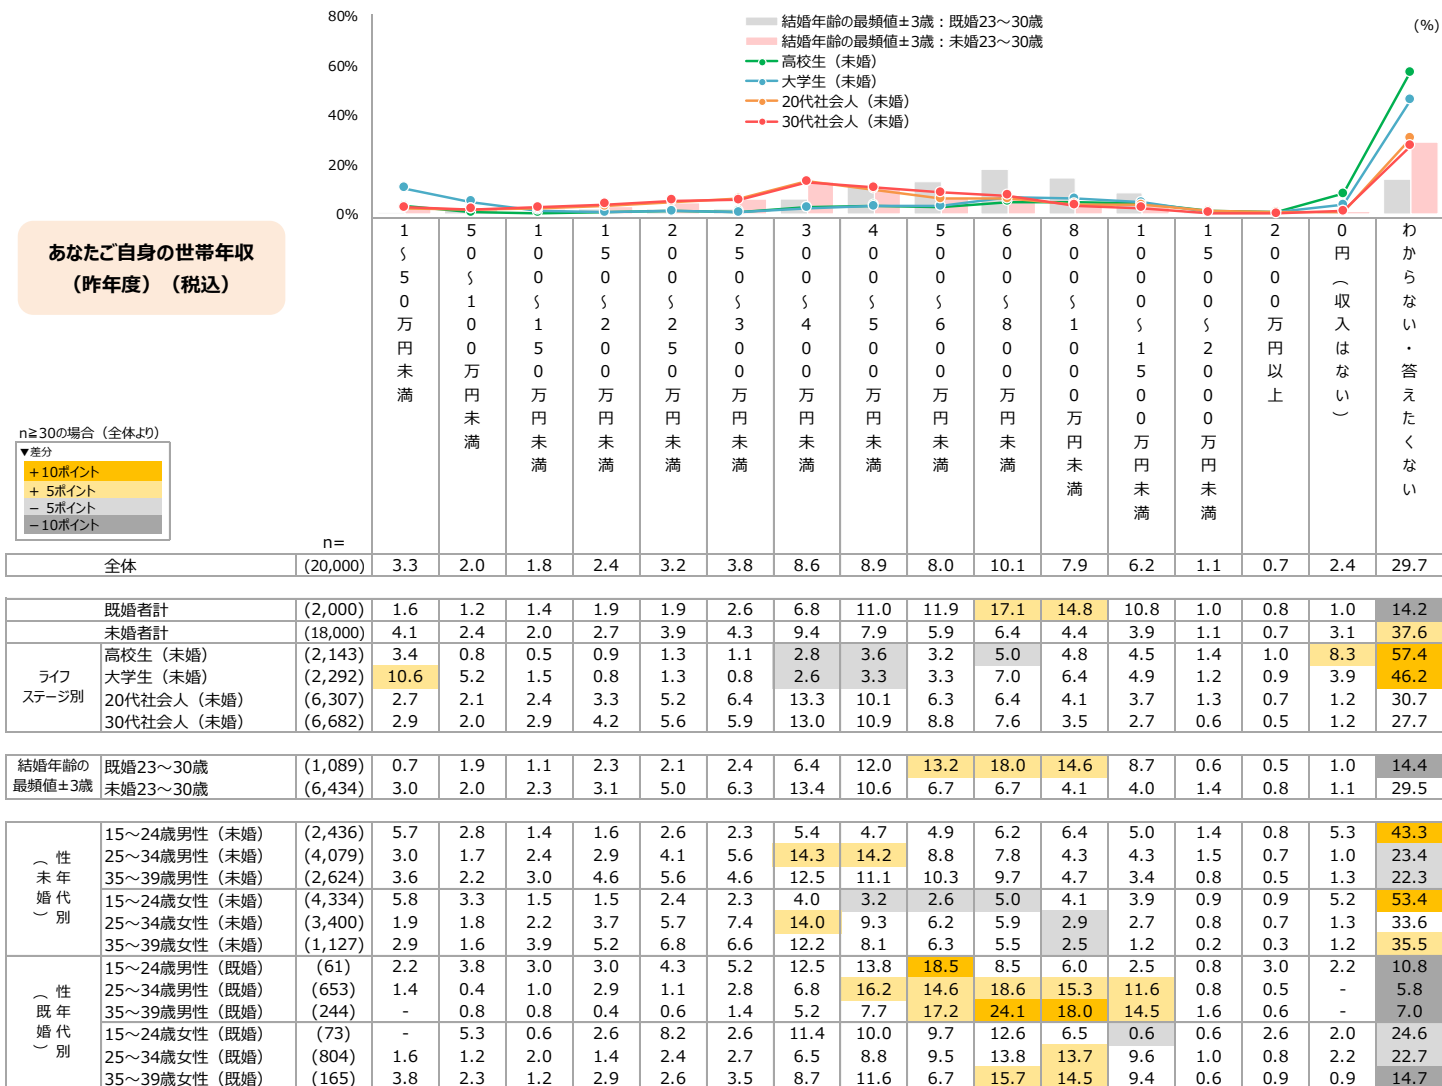 80%
60%
40%
20%
0%
(%)
結婚年齢の最頻値±3歳：既婚23～30歳
結婚年齢の最頻値±3歳：未婚23～30歳
高校生（未婚）
大学生（未婚）
20代社会人（未婚）
30代社会人（未婚）
あなたご自身の世帯年収
（昨年度）（税込）
1～50万円未満
50～100万円未満
100～150万円未満
150～200万円未満
200～250万円未満
250～300万円未満
300～400万円未満
400～500万円未満
500～600万円未満
600～800万円未満
800～1000万円未満
1000～1500万円未満
1500～2000万円未満
2000万円以上
0円（収入はない）
わからない・答えたくない
n≧30の場合（全体より）
▼差分
＋10ポイント
＋ 5ポイント
－ 5ポイント
－10ポイント
n=
全体 (20,000) 3.3 2.0 1.8 2.4 3.2 3.8 8.6 8.9 8.0 10.1 7.9 6.2 1.1 0.7 2.4 29.7
既婚者計 (2,000) 1.6 1.2 1.4 1.9 1.9 2.6 6.8 11.0 11.9 17.1 14.8 10.8 1.0 0.8 1.0 14.2
未婚者計 (18,000) 4.1 2.4 2.0 2.7 3.9 4.3 9.4 7.9 5.9 6.4 4.4 3.9 1.1 0.7 3.1 37.6
ライフ
ステージ別
高校生（未婚） (2,143) 3.4 0.8 0.5 0.9 1.3 1.1 2.8 3.6 3.2 5.0 4.8 4.5 1.4 1.0 8.3 57.4
大学生（未婚） (2,292) 10.6 5.2 1.5 0.8 1.3 0.8 2.6 3.3 3.3 7.0 6.4 4.9 1.2 0.9 3.9 46.2
20代社会人（未婚） (6,307) 2.7 2.1 2.4 3.3 5.2 6.4 13.3 10.1 6.3 6.4 4.1 3.7 1.3 0.7 1.2 30.7
30代社会人（未婚） (6,682) 2.9 2.0 2.9 4.2 5.6 5.9 13.0 10.9 8.8 7.6 3.5 2.7 0.6 0.5 1.2 27.7
結婚年齢の
最頻値±3歳
既婚23～30歳 (1,089) 0.7 1.9 1.1 2.3 2.1 2.4 6.4 12.0 13.2 18.0 14.6 8.7 0.6 0.5 1.0 14.4
未婚23～30歳 (6,434) 3.0 2.0 2.3 3.1 5.0 6.3 13.4 10.6 6.7 6.7 4.1 4.0 1.4 0.8 1.1 29.5
性年代別
（未婚）
15～24歳男性（未婚） (2,436) 5.7 2.8 1.4 1.6 2.6 2.3 5.4 4.7 4.9 6.2 6.4 5.0 1.4 0.8 5.3 43.3
25～34歳男性（未婚） (4,079) 3.0 1.7 2.4 2.9 4.1 5.6 14.3 14.2 8.8 7.8 4.3 4.3 1.5 0.7 1.0 23.4
35～39歳男性（未婚） (2,624) 3.6 2.2 3.0 4.6 5.6 4.6 12.5 11.1 10.3 9.7 4.7 3.4 0.8 0.5 1.3 22.3
15～24歳女性（未婚） (4,334) 5.8 3.3 1.5 1.5 2.4 2.3 4.0 3.2 2.6 5.0 4.1 3.9 0.9 0.9 5.2 53.4
25～34歳女性（未婚） (3,400) 1.9 1.8 2.2 3.7 5.7 7.4 14.0 9.3 6.2 5.9 2.9 2.7 0.8 0.7 1.3 33.6
35～39歳女性（未婚） (1,127) 2.9 1.6 3.9 5.2 6.8 6.6 12.2 8.1 6.3 5.5 2.5 1.2 0.2 0.3 1.2 35.5
性年代別
（既婚）
15～24歳男性（既婚） (61) 2.2 3.8 3.0 3.0 4.3 5.2 12.5 13.8 18.5 8.5 6.0 2.5 0.8 3.0 2.2 10.8
25～34歳男性（既婚） (653) 1.4 0.4 1.0 2.9 1.1 2.8 6.8 16.2 14.6 18.6 15.3 11.6 0.8 0.5 - 5.8
35～39歳男性（既婚） (244) - 0.8 0.8 0.4 0.6 1.4 5.2 7.7 17.2 24.1 18.0 14.5 1.6 0.6 - 7.0
15～24歳女性（既婚） (73) - 5.3 0.6 2.6 8.2 2.6 11.4 10.0 9.7 12.6 6.5 0.6 0.6 2.6 2.0 24.6
25～34歳女性（既婚） (804) 1.6 1.2 2.0 1.4 2.4 2.7 6.5 8.8 9.5 13.8 13.7 9.6 1.0 0.8 2.2 22.7
35～39歳女性（既婚） (165) 3.8 2.3 1.2 2.9 2.6 3.5 8.7 11.6 6.7 15.7 14.5 9.4 0.6 0.9 0.9 14.7